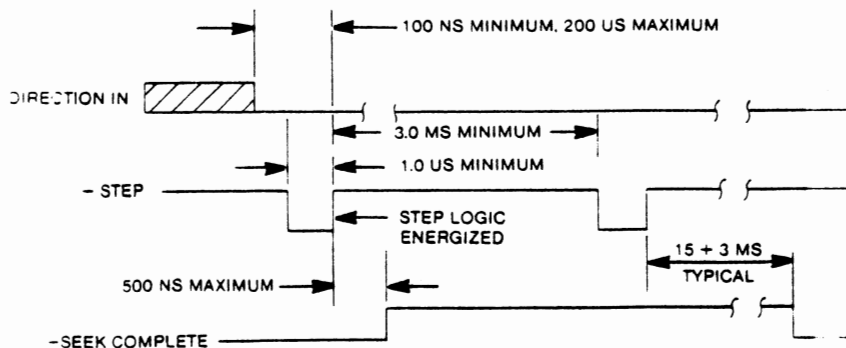 100 NS MINIMUM, 200 US MAXIMUM
DIRECTION IN
3.0 MS MINIMUM
1.0 US MINIMUM
- STEP
STEP LOGIC
ENERGIZED
15 + 3 MS
TYPICAL
500 NS MAXIMUM
-SEEK COMPLETE